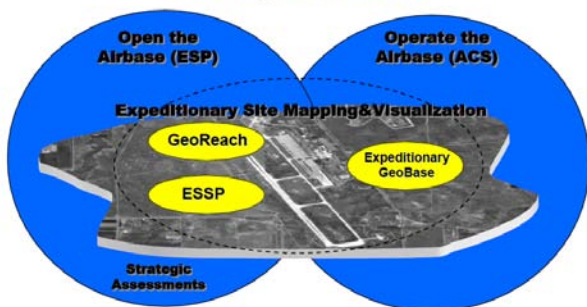 Open the
Airbase (ESP)
Operate the
Airbase (ACS)
Expeditionary Site Mapping&Visualization
GeoReach
Expeditionary
GeoBase
ESSP
Strategic
Assessments